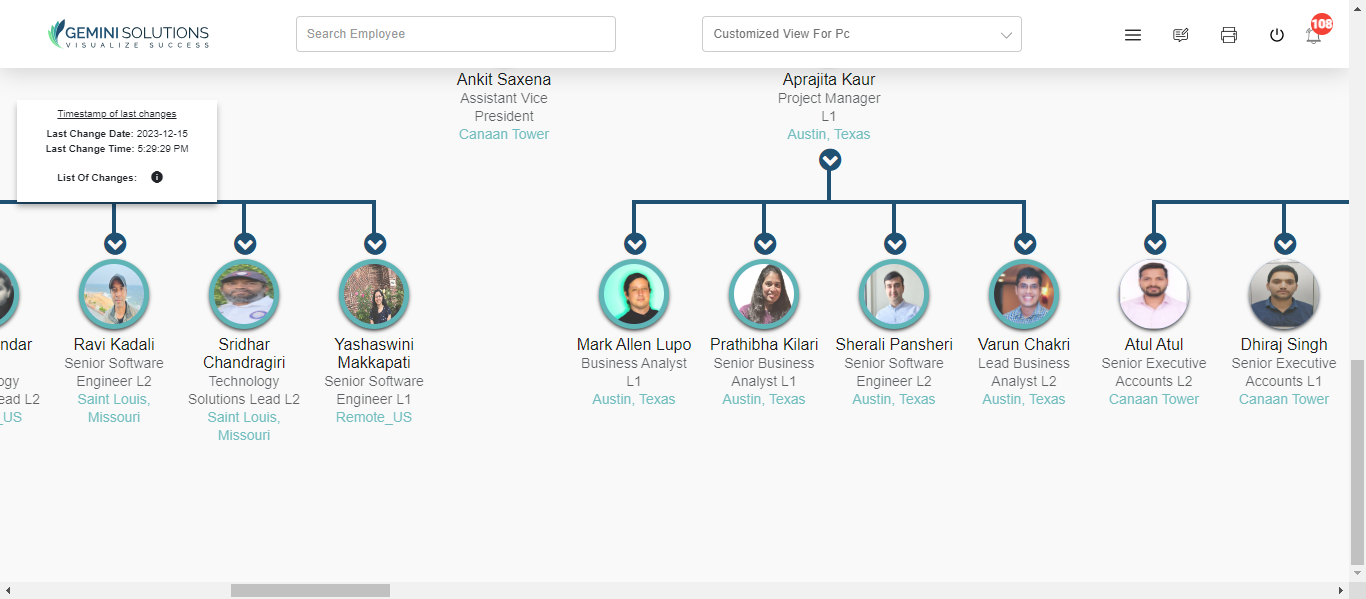 GEMINI SOLUTIONS
VISUALIZE SUCCESS
Search Employee
Customized View For Pc
108
Ankit Saxena
Assistant Vice
President
Canaan Tower
Aprajita Kaur
Project Manager
L1
Austin, Texas
Timestamp of last changes
Last Change Date: 2023-12-15
Last Change Time: 5:29:29 PM
List Of Changes:
ndar
ogy
ead L2
_US
Ravi Kadali
Senior Software
Engineer L2
Saint Louis,
Missouri
Sridhar
Chandragiri
Technology
Solutions Lead L2
Saint Louis,
Missouri
Yashaswini
Makkapati
Senior Software
Engineer L1
Remote_US
Mark Allen Lupo
Business Analyst
L1
Austin, Texas
Prathibha Kilari
Senior Business
Analyst L1
Austin, Texas
Sherali Pansheri
Senior Software
Engineer L2
Austin, Texas
Varun Chakri
Lead Business
Analyst L2
Austin, Texas
Atul Atul
Senior Executive
Accounts L2
Canaan Tower
Dhiraj Singh
Senior Executive
Accounts L1
Canaan Tower